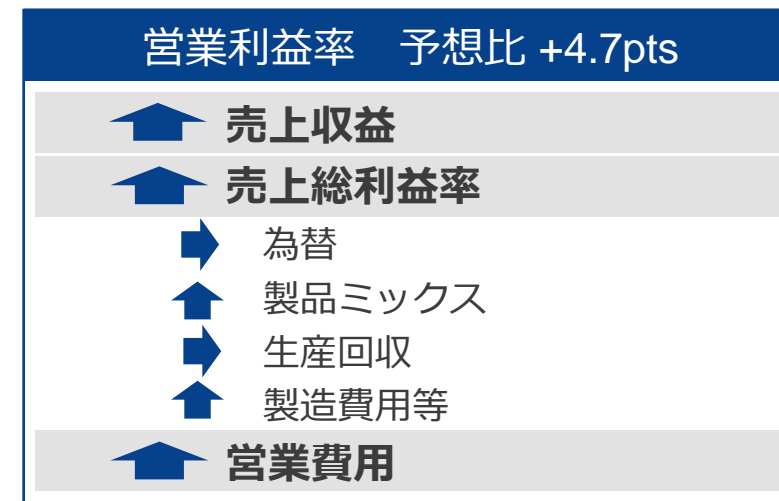 営業利益率　予想比 +4.7pts
売上収益
売上総利益率
為替
製品ミックス
生産回収
製造費用等
営業費用